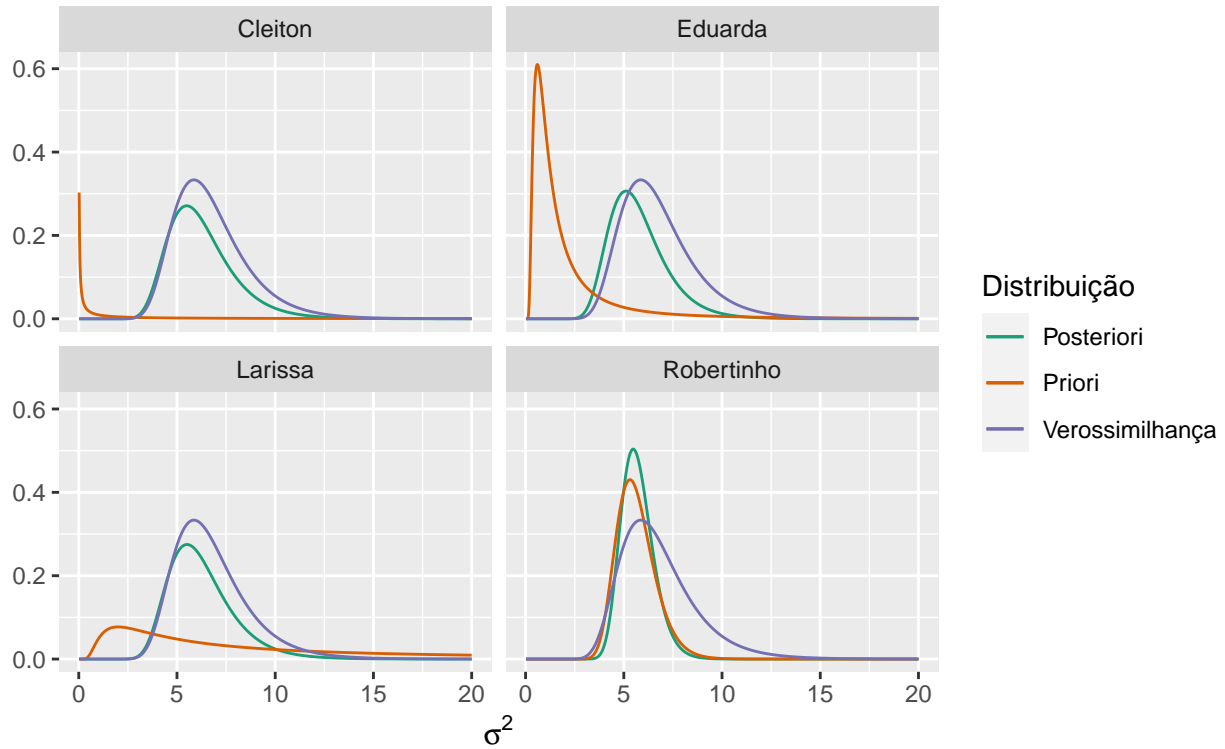 Cleiton
Eduarda
0.6
0.4
0.2
0.0
Larissa
Robertinho
0.6
0.4
0.2
0.0
0 5 10 15 20
0 5 10 15 20
σ²
Distribuição
Posteriori
Priori
Verossimilhança